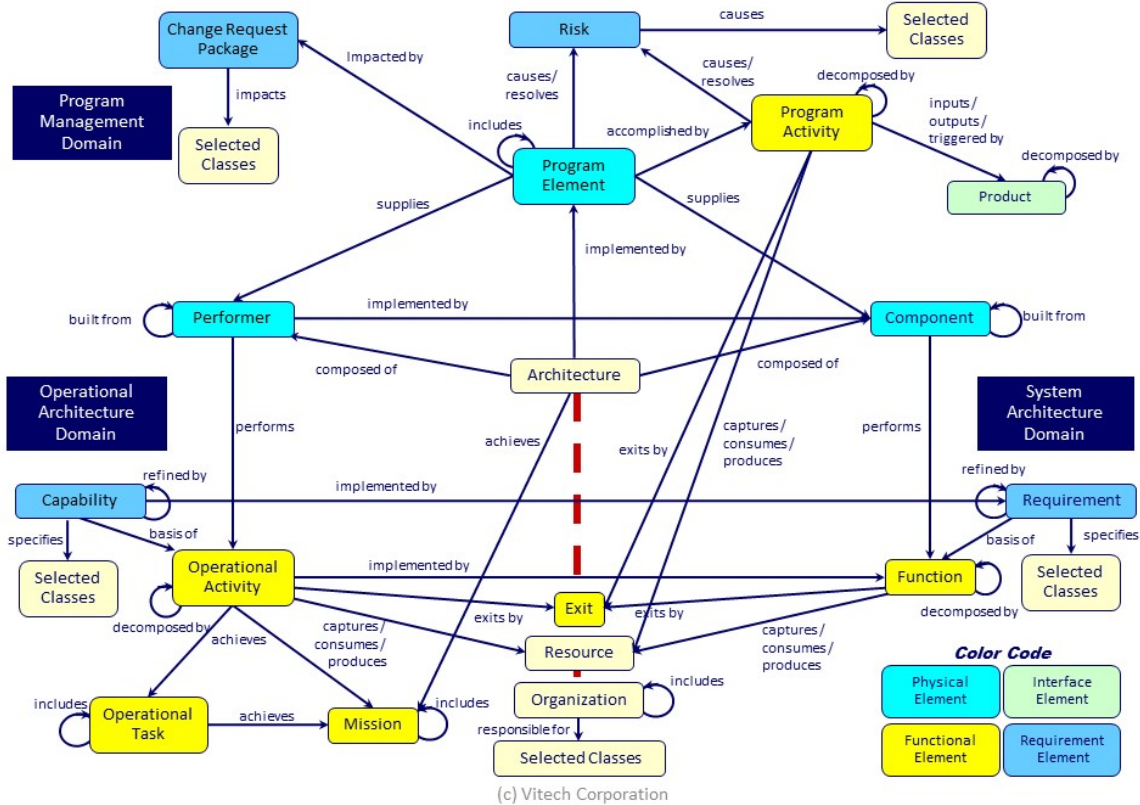 Change Request
Package
Impacted by
Risk
causes
Selected
Classes
impacts
causes/
resolves
causes/
resolves
decomposed by
Program
Management
Domain
Selected
Classes
includes
accomplished by
Program
Activity
inputs/
outputs/
triggered by
Program
Element
decomposed by
Product
supplies
supplies
implemented by
built from
Performer
implemented by
Component
built from
composed of
Architecture
composed of
Operational
Architecture
Domain
System
Architecture
Domain
performs
achieves
exits by
captures/
consumes/
produces
performs
refined by
refined by
Capability
implemented by
Requirement
specifies
basis of
basis of
specifies
Selected
Classes
Operational
Activity
implemented by
Function
Selected
Classes
decomposed by
achieves
captures/
consumes/
produces
exits by
Exit
exits by
decomposed by
Resource
captures/
consumes/
produces
includes
Operational
Task
achieves
Mission
includes
Organization
includes
responsible for
Selected Classes
Color Code
Physical
Element
Interface
Element
Functional
Element
Requirement
Element
(c) Vitech Corporation